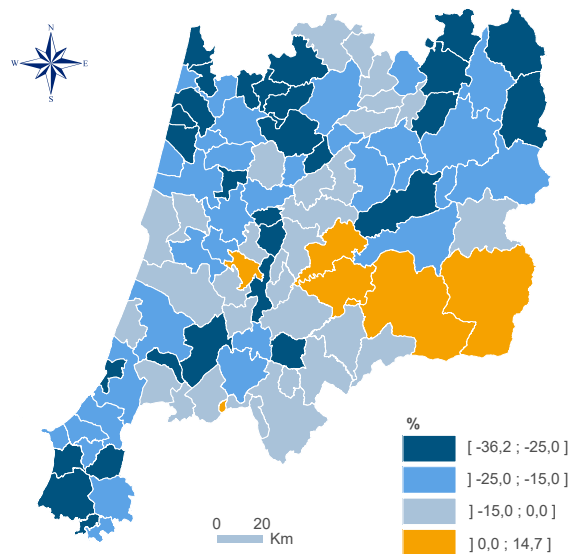 N
W E
S
%
[ -36,2 ; -25,0 ]
] -25,0 ; -15,0 ]
] -15,0 ; 0,0 ]
] 0,0 ; 14,7 ]
0 20
Km